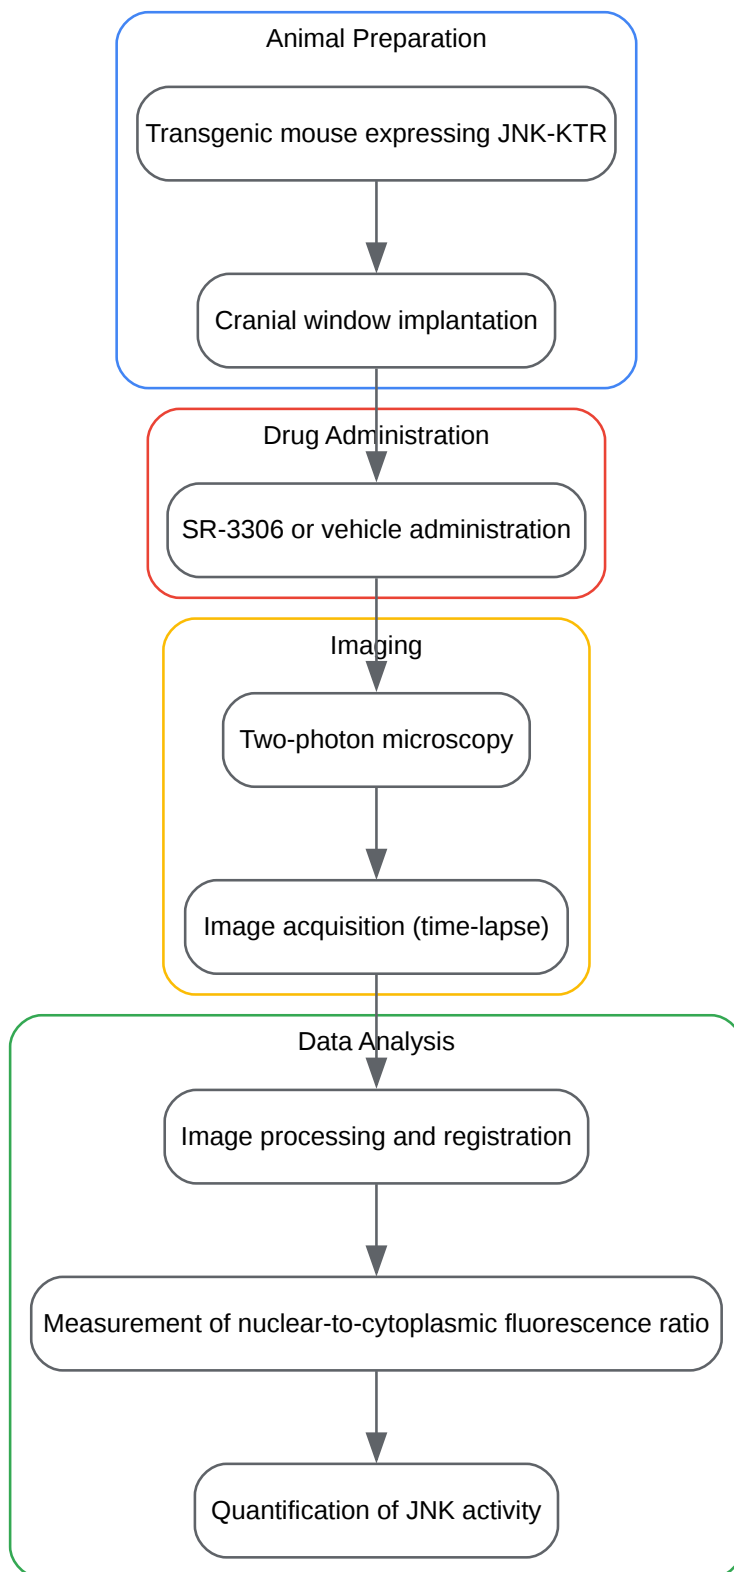 Animal Preparation
Transgenic mouse expressing JNK-KTR
Cranial window implantation
Drug Administration
SR-3306 or vehicle administration
Imaging
Two-photon microscopy
Image acquisition (time-lapse)
Data Analysis
Image processing and registration
Measurement of nuclear-to-cytoplasmic fluorescence ratio
Quantification of JNK activity